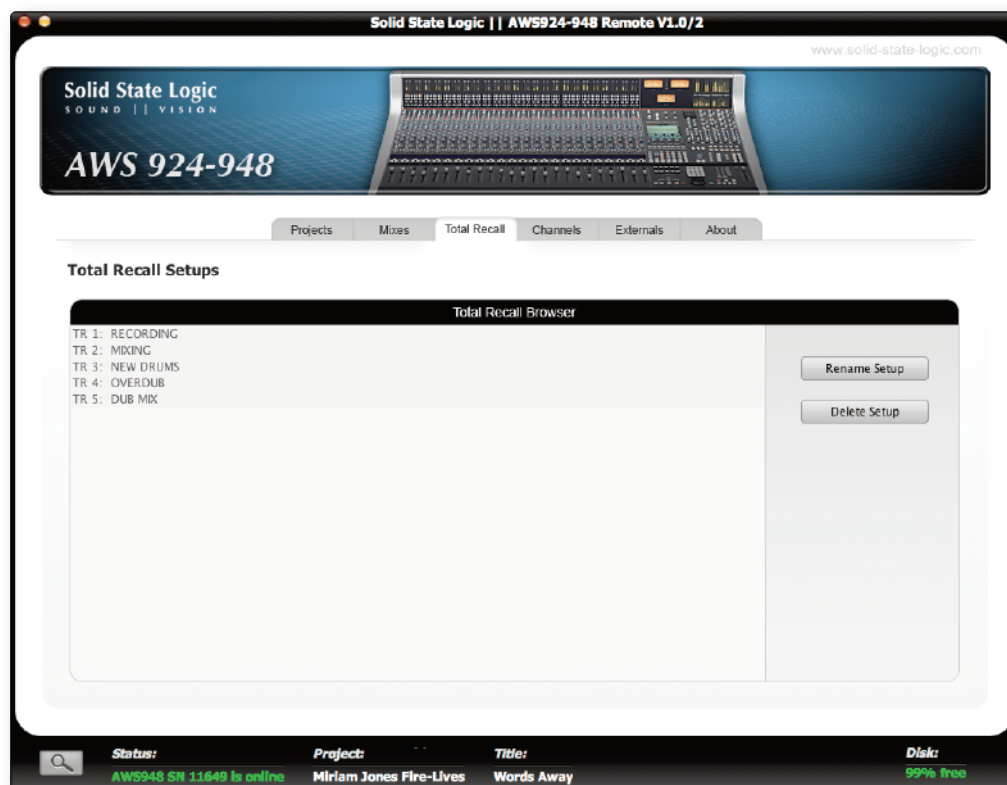 Solid State Logic || AWS924-948 Remote V1.0/2
www.solid-state-logic.com
Solid State Logic
SOUND || VISION
AWS 924-948
Projects Mixes Total Recall Channels Externals About
Total Recall Setups
Total Recall Browser
TR 1: RECORDING
TR 2: MIXING
TR 3: NEW DRUMS
TR 4: OVERDUB
TR 5: DUB MIX
Rename Setup
Delete Setup
Status: Project: Title: Disk:
AWS948 SN 11649 is online Miriam Jones Fire-Lives Words Away 99% free